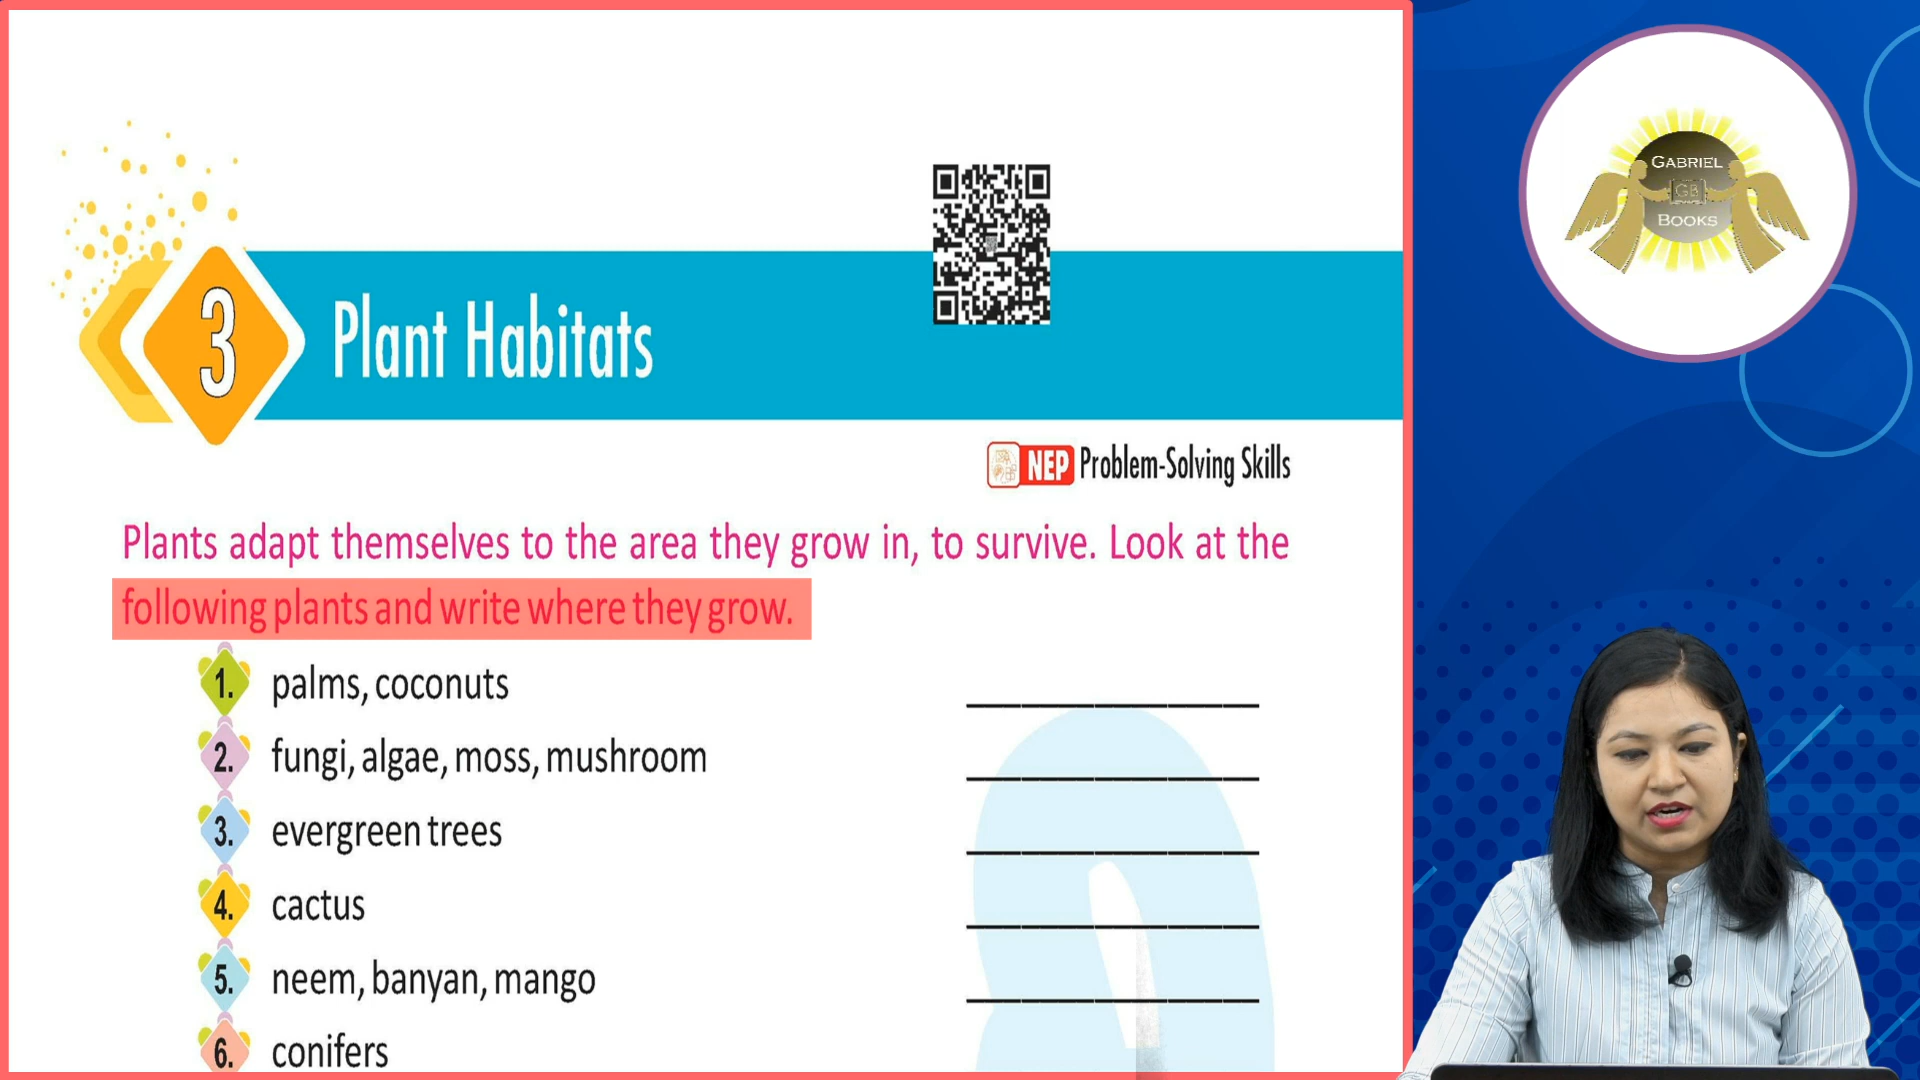 GABRIEL
GB
BOOKS
3
Plant Habitats
NEP Problem-Solving Skills
Plants adapt themselves to the area they grow in, to survive. Look at the
following plants and write where they grow.
1. palms, coconuts
2. fungi, algae, moss, mushroom
3. evergreen trees
4. cactus
5. neem, banyan, mango
6. conifers